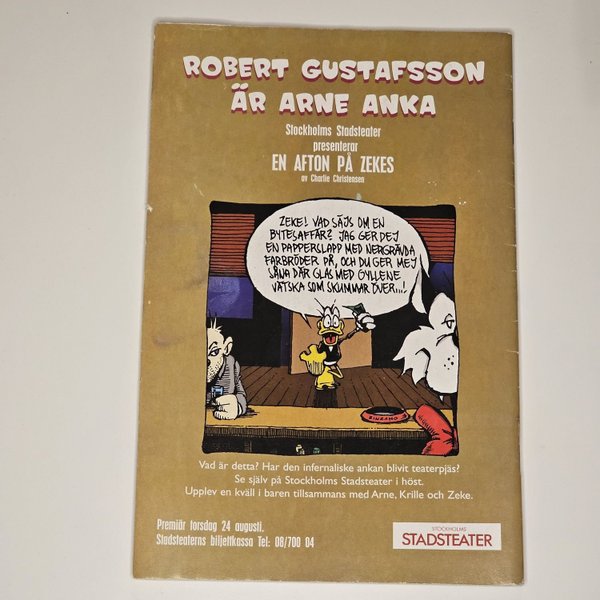 ROBERT GUSTAFSSON
ÄR ARNE ANKA
Stockholms Stadsteater
presenterar
EN AFTON PÅ ZEKES
av Charlie Christensen
ZEKE! VAD SÄJS OM EN
BYTESAFFÄR? JAG GER DEJ
EN PAPPERSLAPP MED NERGRÄVDA
FARBRÖDER PÅ, OCH DU GER MEJ
SÅNA DÄR GLAS MED GYLLENE
VÄTSKA SOM SKUMMAR ÖVER...!
Vad är detta? Har den infernaliske ankan blivit teaterpjäs?
Se själv på Stockholms Stadsteater i höst.
Upplev en kväll i baren tillsammans med Arne, Krille och Zeke.
Premiär torsdag 24 augusti.
Stadsteaterns biljettkassa Tel: 08/700 04
STOCKHOLMS
STADSTEATER